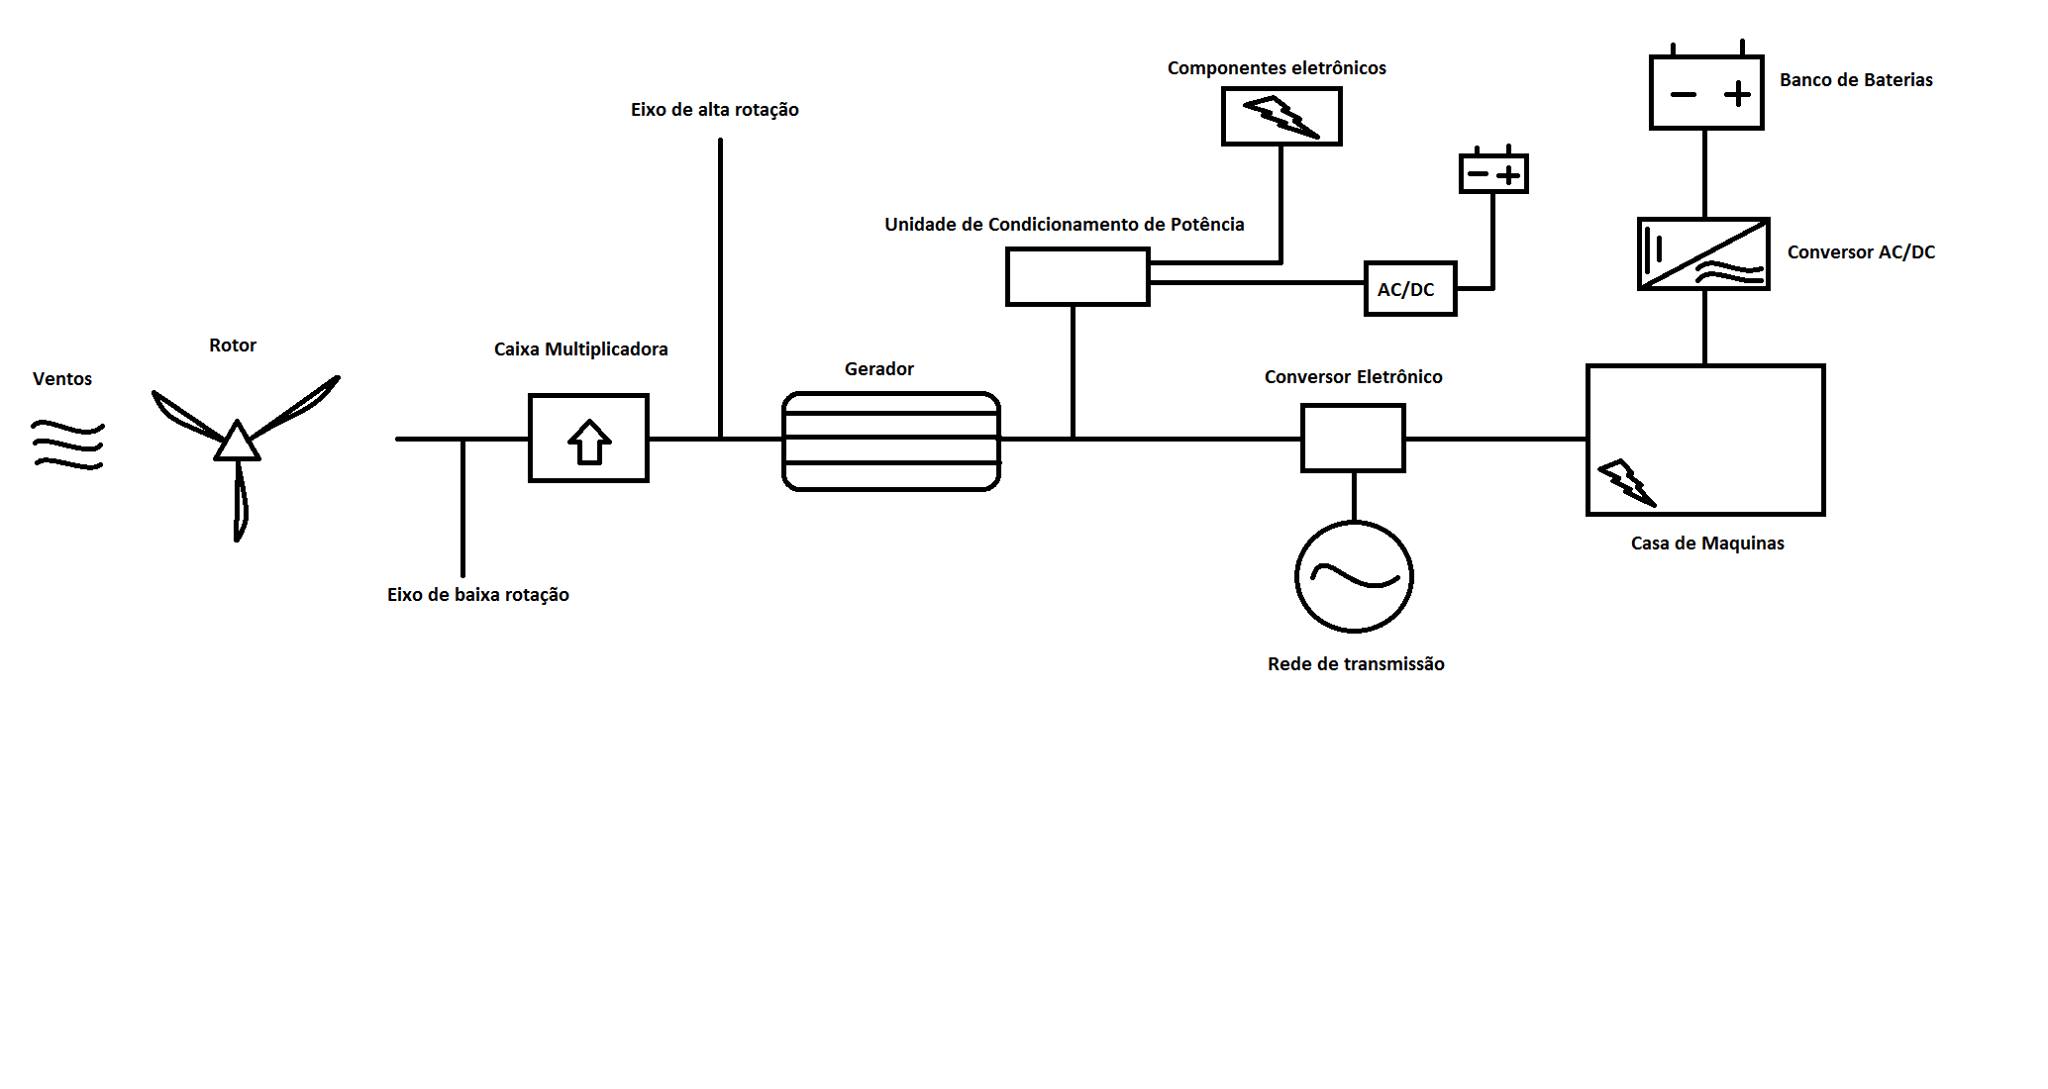 Componentes eletrônicos
Banco de Baterias
Eixo de alta rotação
Unidade de Condicionamento de Potência
Conversor AC/DC
AC/DC
Rotor
Caixa Multiplicadora
Gerador
Ventos
Conversor Eletrônico
Casa de Maquinas
Eixo de baixa rotação
Rede de transmissão